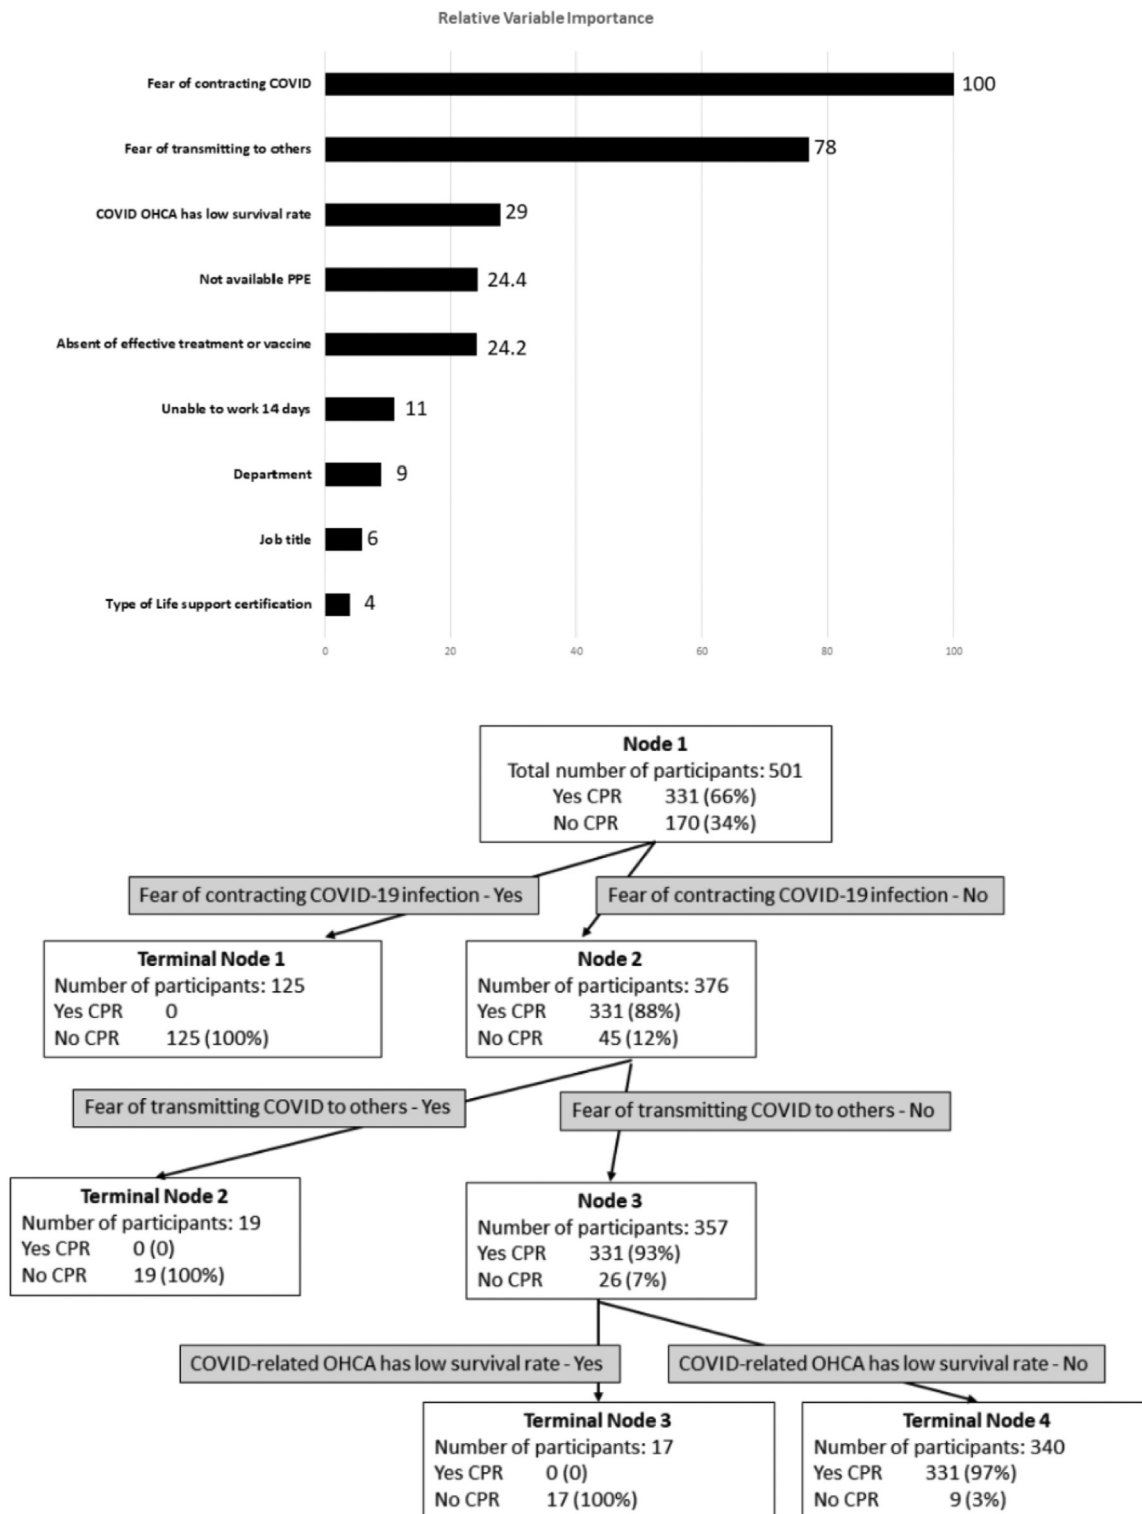 Relative Variable Importance
Fear of contracting COVID 100
Fear of transmitting to others 78
COVID OHCA has low survival rate 29
Not available PPE 24.4
Absent of effective treatment or vaccine 24.2
Unable to work 14 days 11
Department 9
Job title 6
Type of Life support certification 4
0 20 40 60 80 100
Node 1
Total number of participants: 501
Yes CPR 331 (66%)
No CPR 170 (34%)
Fear of contracting COVID-19 infection - Yes
Fear of contracting COVID-19 infection - No
Terminal Node 1
Number of participants: 125
Yes CPR 0
No CPR 125 (100%)
Node 2
Number of participants: 376
Yes CPR 331 (88%)
No CPR 45 (12%)
Fear of transmitting COVID to others - Yes
Fear of transmitting COVID to others - No
Terminal Node 2
Number of participants: 19
Yes CPR 0 (0)
No CPR 19 (100%)
Node 3
Number of participants: 357
Yes CPR 331 (93%)
No CPR 26 (7%)
COVID-related OHCA has low survival rate - Yes
COVID-related OHCA has low survival rate - No
Terminal Node 3
Number of participants: 17
Yes CPR 0 (0)
No CPR 17 (100%)
Terminal Node 4
Number of participants: 340
Yes CPR 331 (97%)
No CPR 9 (3%)